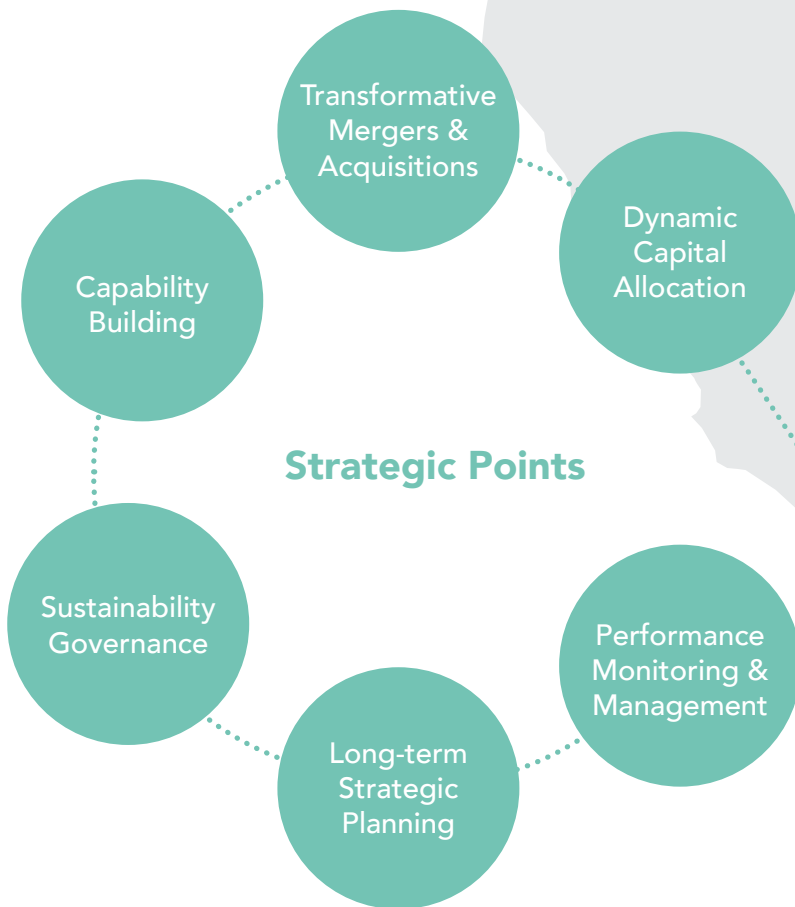 Transformative
Mergers &
Acquisitions
Dynamic
Capital
Allocation
Capability
Building
Strategic Points
Sustainability
Governance
Performance
Monitoring &
Management
Long-term
Strategic
Planning